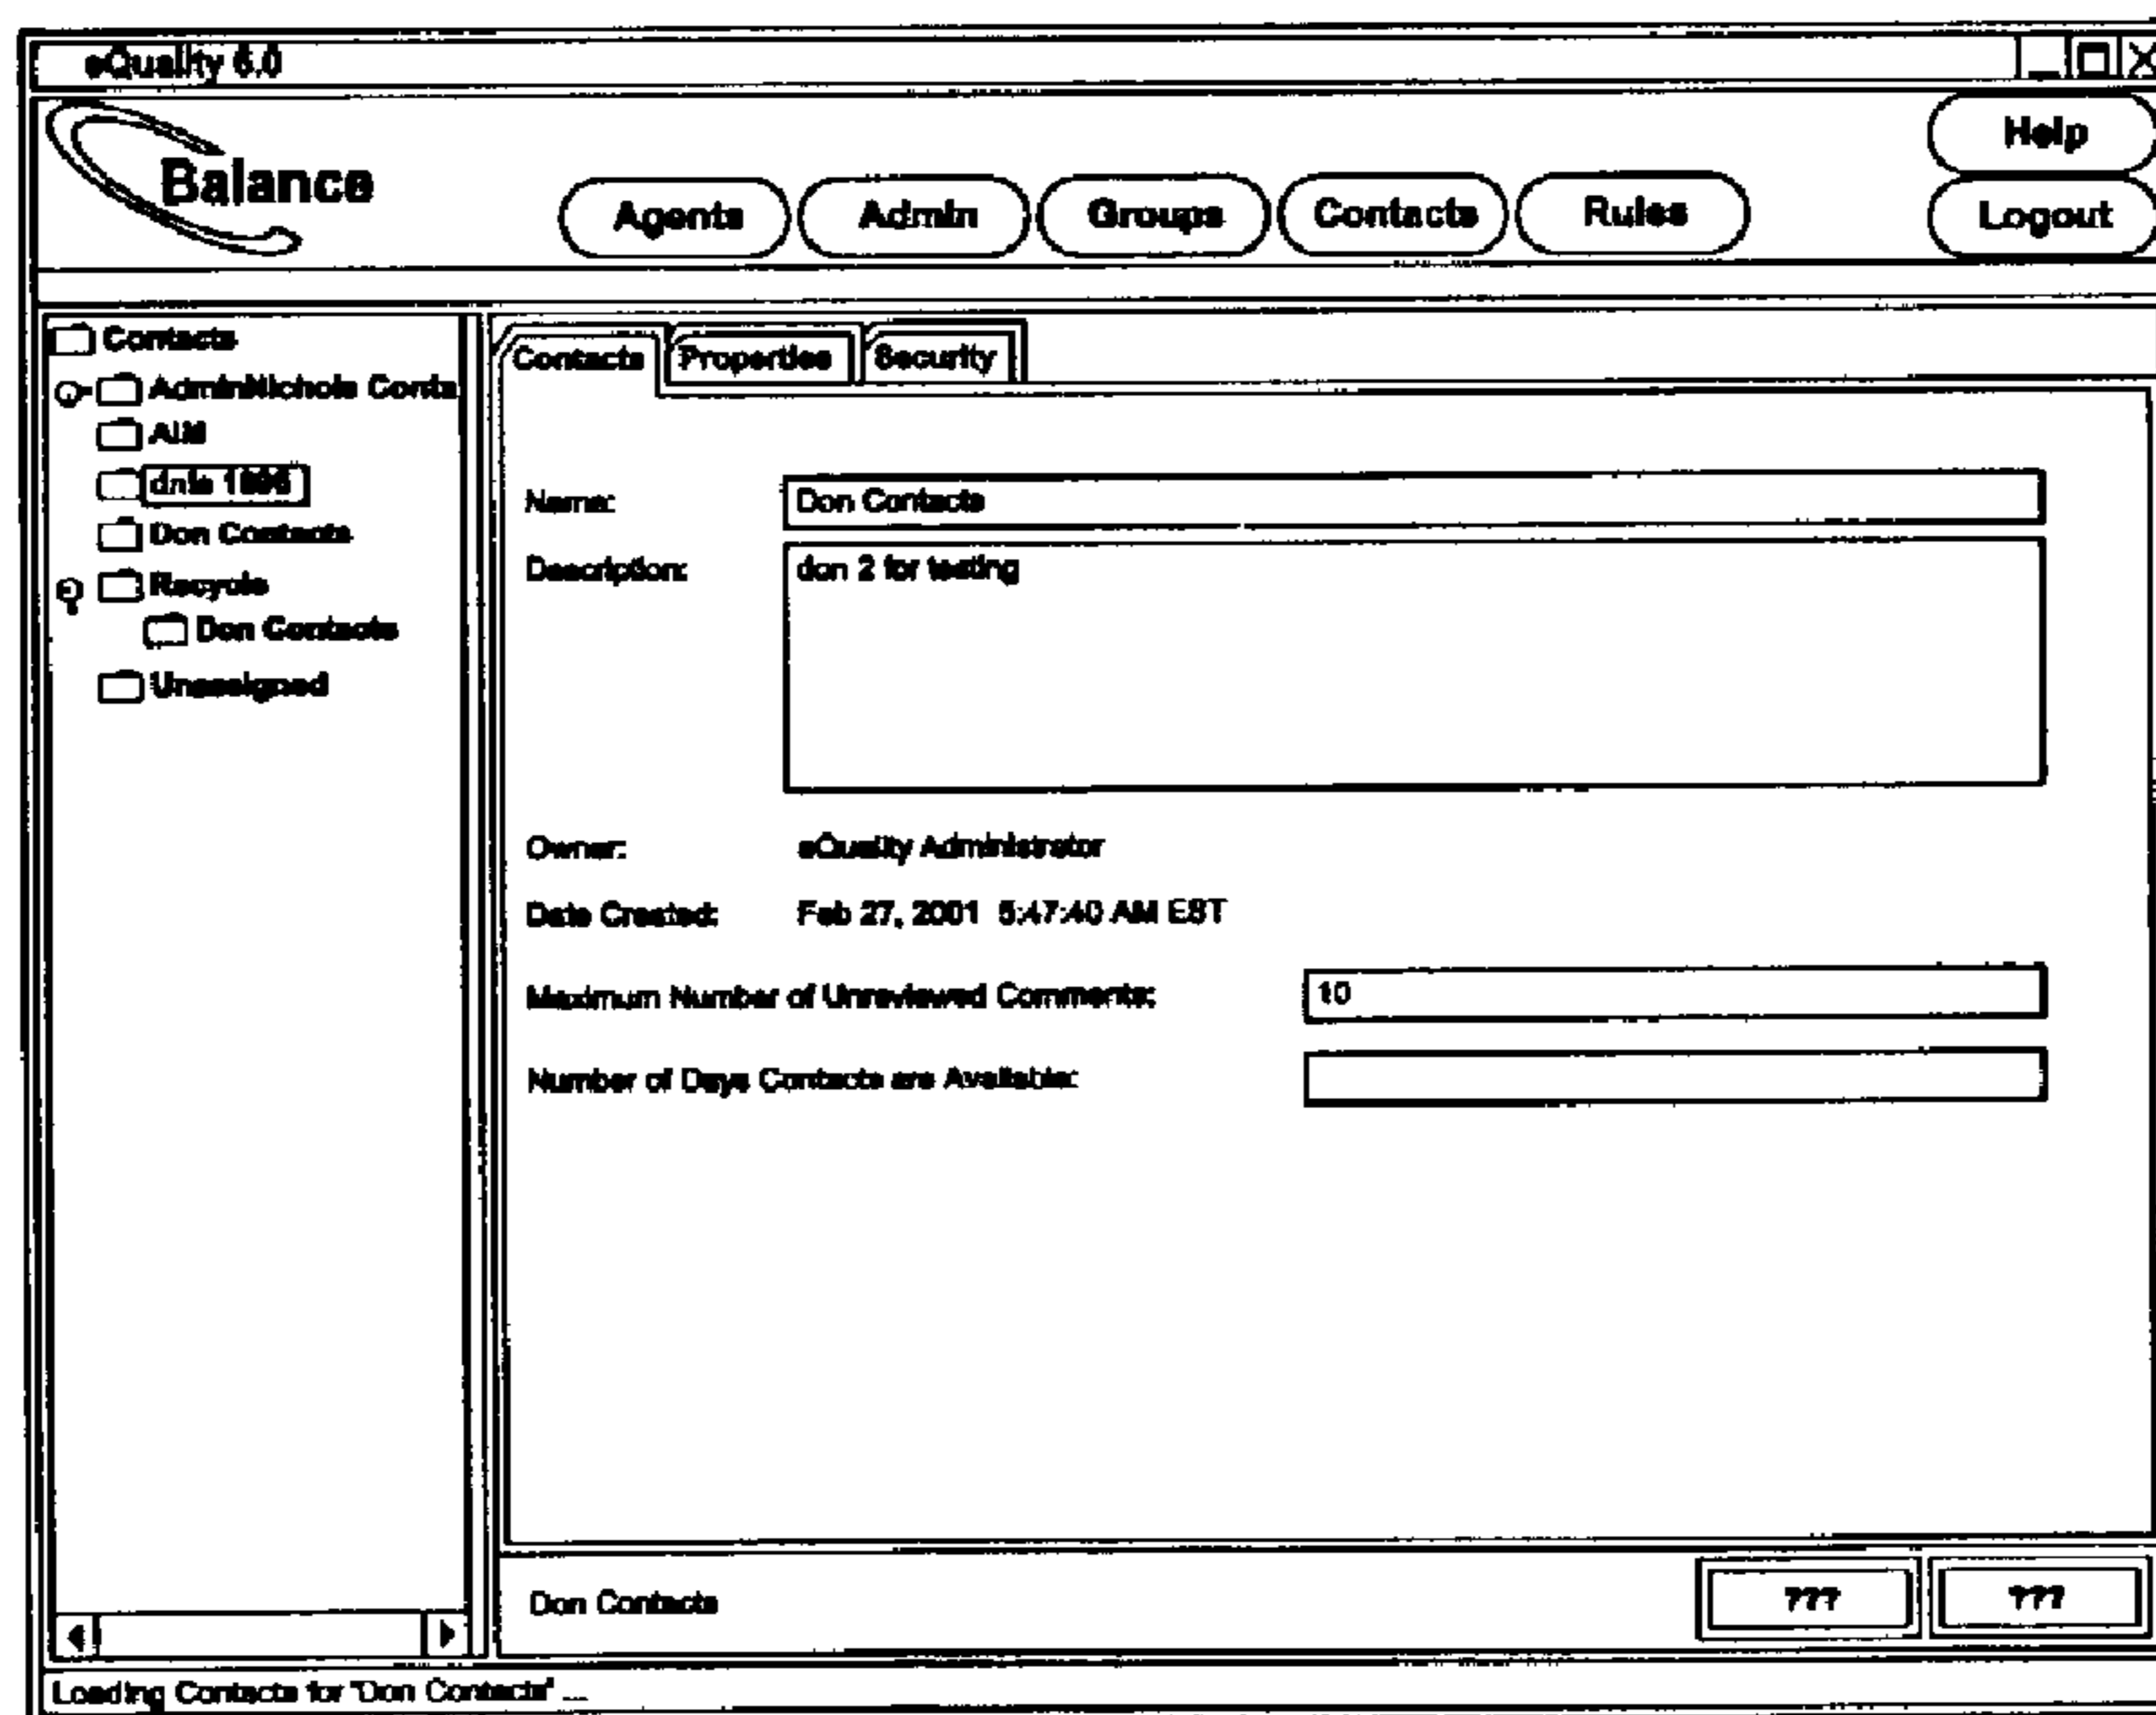 eQuality 6.0
Balance
Agents Admin Groups Contacts Rules
Help
Logout
Contacts
AdminNichole Conta
Don Contacts
Recycle
Don Contacts
Unassigned
Contacts Properties Security
Name: Don Contacts
Description: don 2 for testing
Owner: eQuality Administrator
Date Created: Feb 27, 2001 5:47:40 AM EST
Maximum Number of Unreviewed Comments: 10
Number of Days Contacts are Available:
Don Contacts
???
???
Loading Contacts for 'Don Contacts' ...